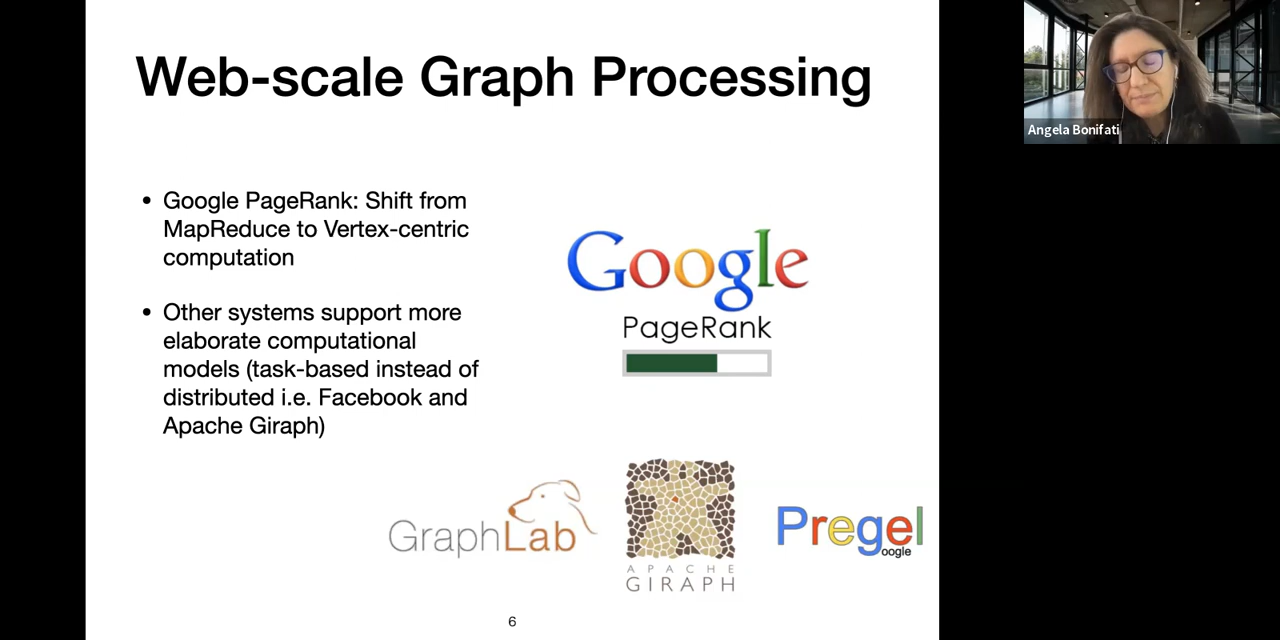 Web-scale Graph Processing
Angela Bonifati
• Google PageRank: Shift from
MapReduce to Vertex-centric
computation
• Other systems support more
elaborate computational
models (task-based instead of
distributed i.e. Facebook and
Apache Giraph)
Google
PageRank
GraphLab
APACHE
GIRAPH
Pregel
oogle
6